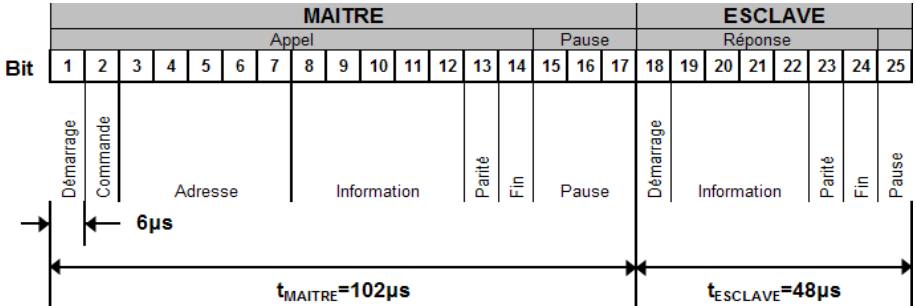 MAITRE ESCLAVE
Appel Pause Réponse
Bit 1 2 3 4 5 6 7 8 9 10 11 12 13 14 15 16 17 18 19 20 21 22 23 24 25
Démarrage Commande Adresse Information Parité Fin Pause Démarrage Information Parité Fin Pause
6µs
tMAITRE=102µs tESCLAVE=48µs